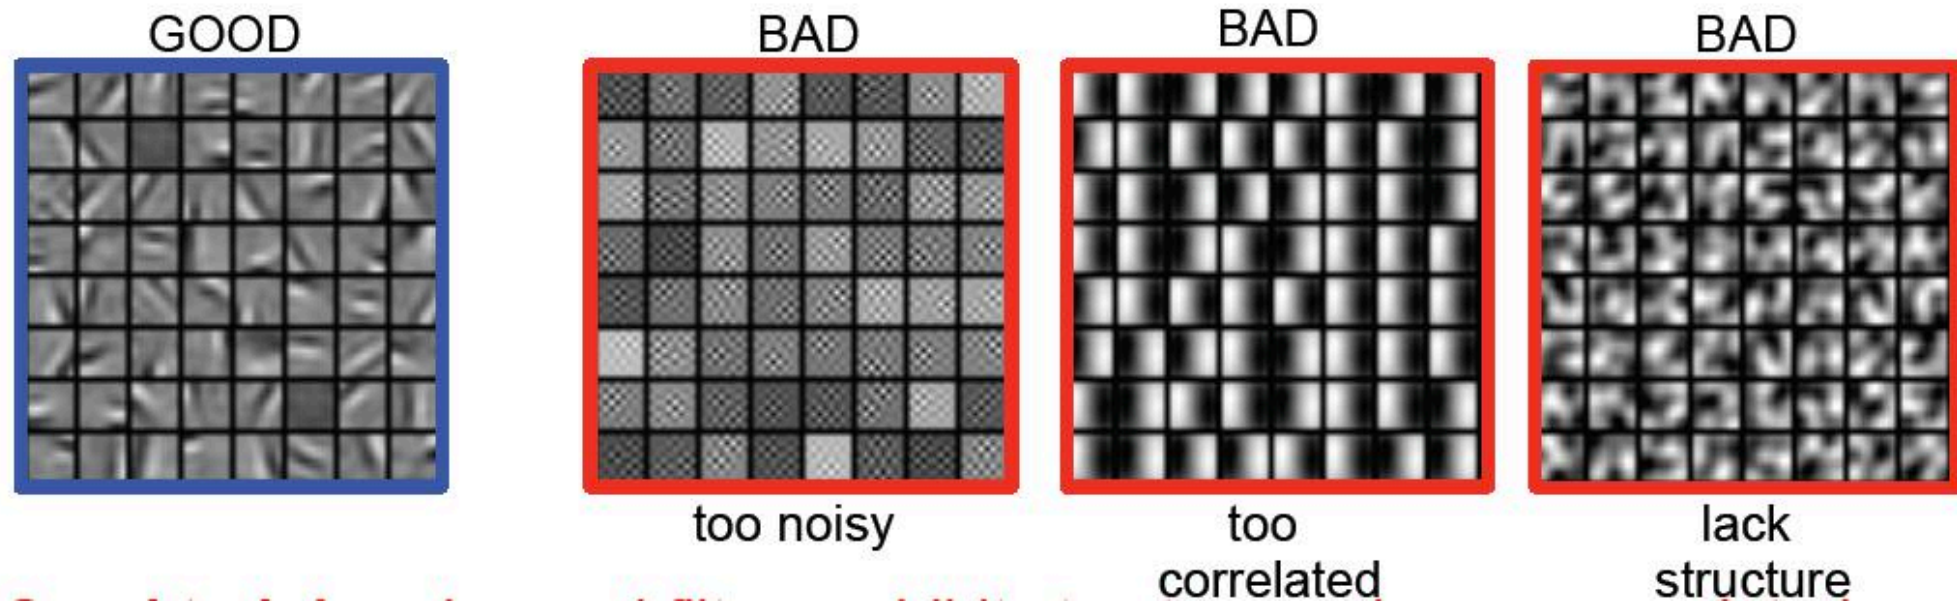 GOOD
BAD
BAD
BAD
too noisy
too
correlated
lack
structure